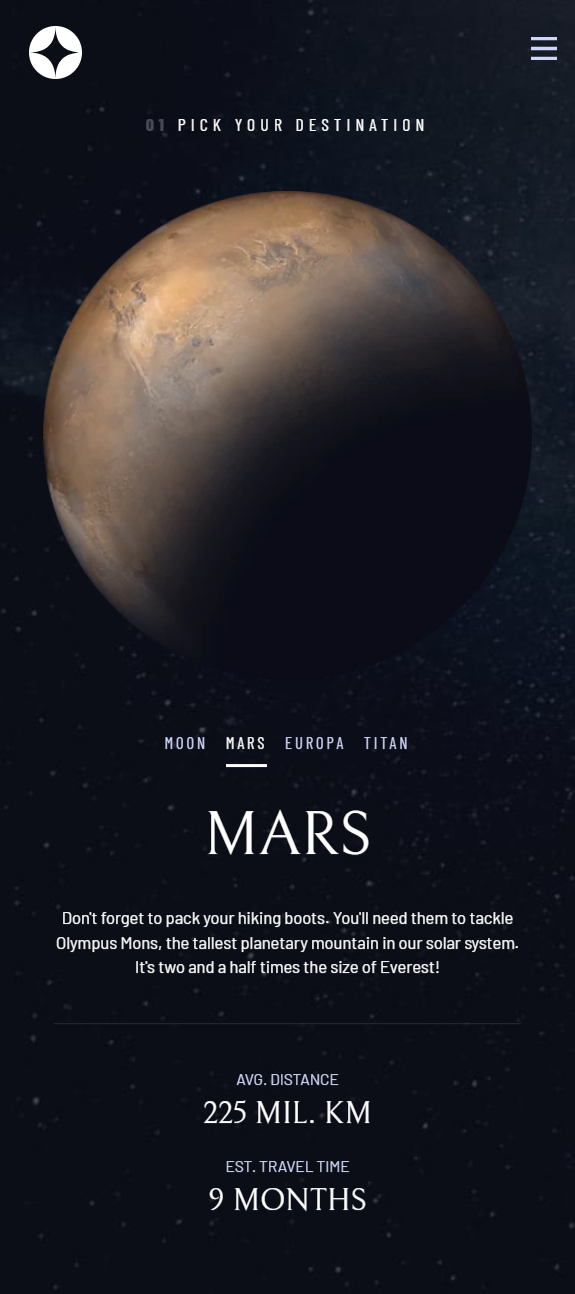 01 PICK YOUR DESTINATION
MOON MARS EUROPA TITAN
MARS
Don't forget to pack your hiking boots. You'll need them to tackle
Olympus Mons, the tallest planetary mountain in our solar system.
It's two and a half times the size of Everest!
AVG. DISTANCE
225 MIL. KM
EST. TRAVEL TIME
9 MONTHS